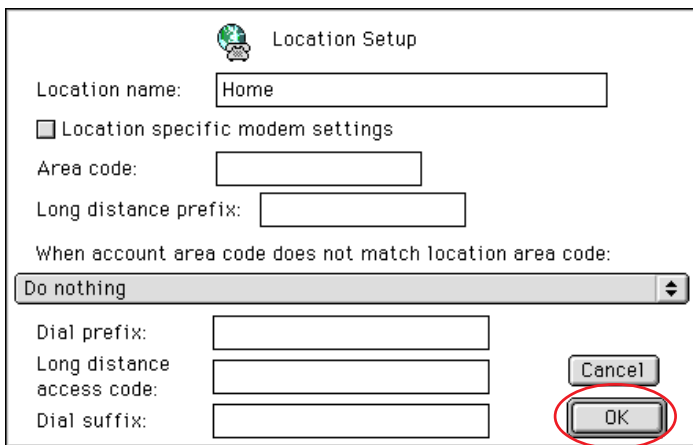 Location Setup
Location name: Home
Location specific modem settings
Area code:
Long distance prefix:
When account area code does not match location area code:
Do nothing
Dial prefix:
Long distance
access code:
Cancel
Dial suffix:
OK